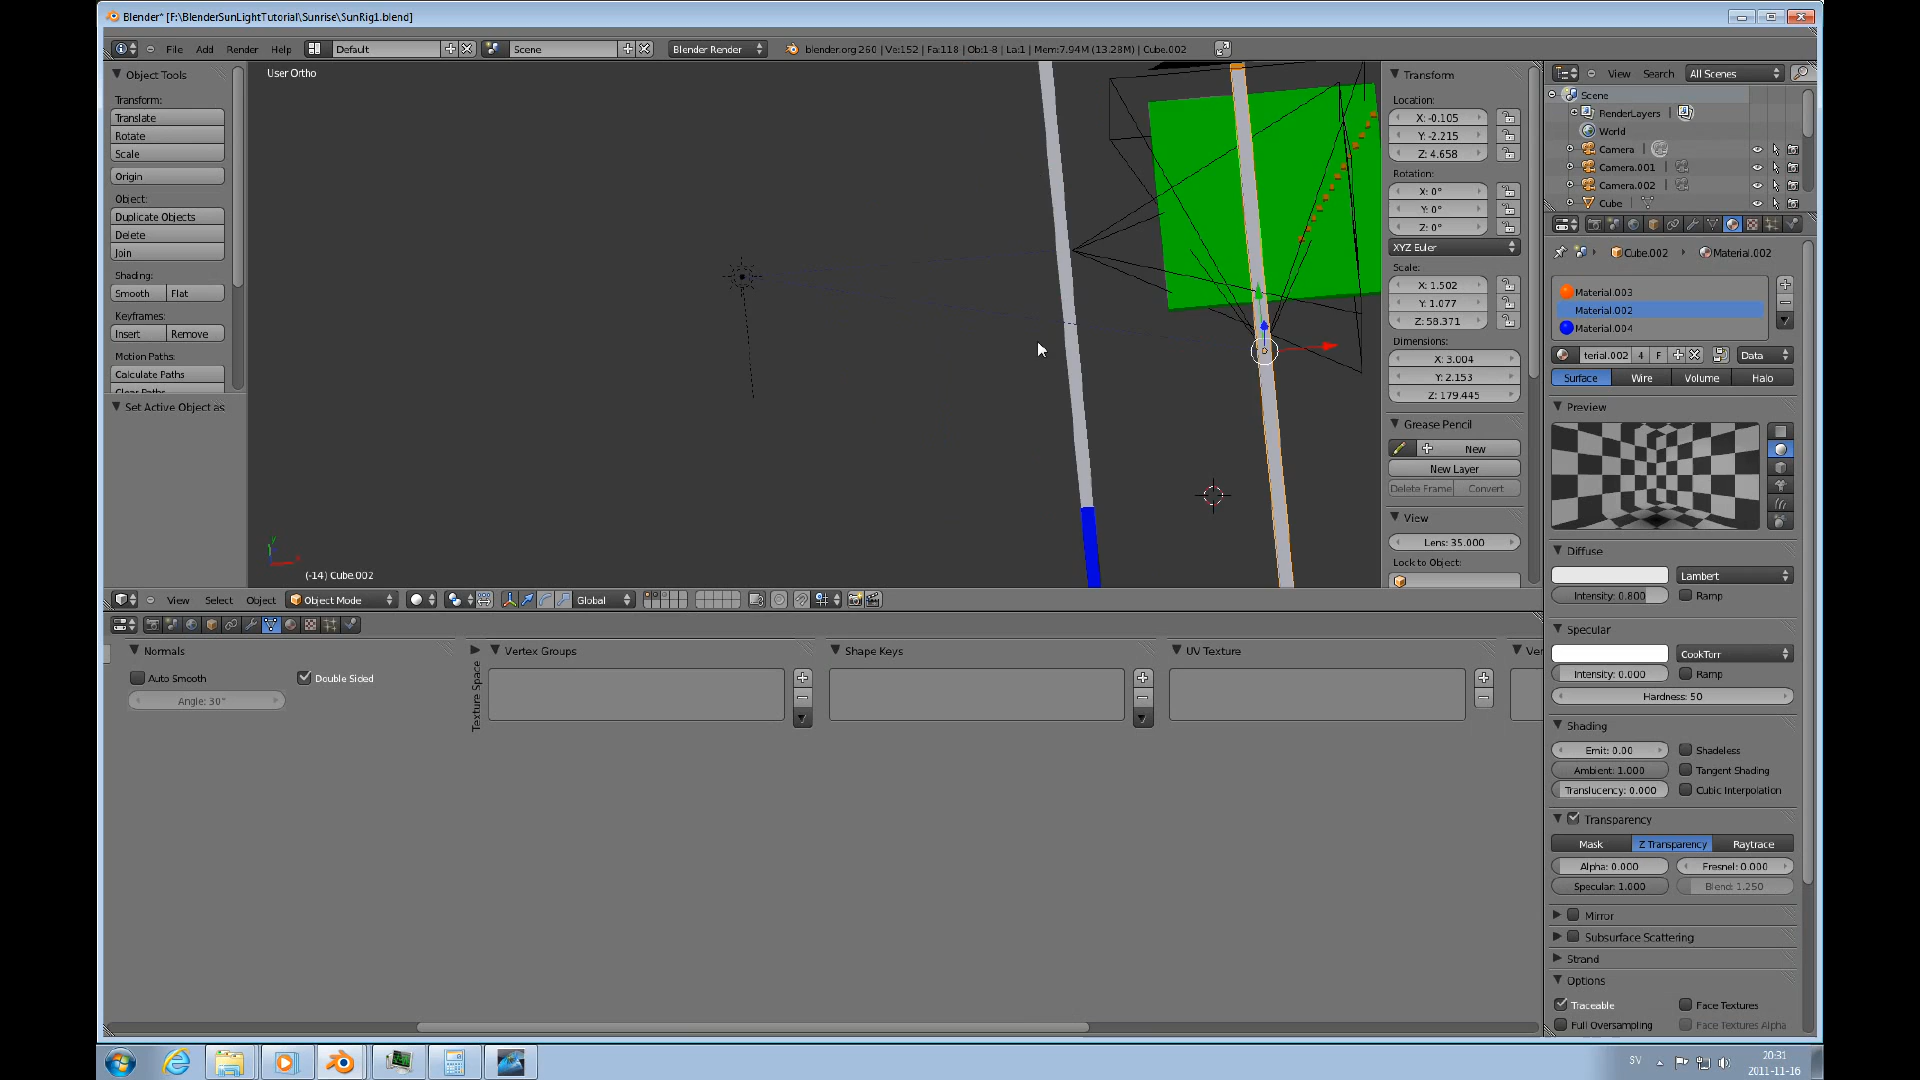 Blender* [F:\BlenderSunLightTutorial\Sunrise\SunRig1.blend]
File Add Render Help Default Scene Blender Render blender.org 260 | Ve:152 | Fa:118 | Ob:1-8 | La:1 | Mem:7.94M (13.28M) | Cube.002
Object Tools
Transform:
Translate
Rotate
Scale
Origin
Object:
Duplicate Objects
Delete
Join
Shading:
Smooth Flat
Keyframes:
Insert Remove
Motion Paths:
Calculate Paths
Set Active Object as
User Ortho
(-14) Cube.002
Transform
Location:
X: -0.105
Y: -2.215
Z: 4.658
Rotation:
X: 0°
Y: 0°
Z: 0°
XYZ Euler
Scale:
X: 1.502
Y: 1.077
Z: 58.371
Dimensions:
X: 3.004
Y: 2.153
Z: 179.445
Grease Pencil
New
New Layer
Delete Frame Convert
View
Lens: 35.000
Lock to Object:
View Search All Scenes
Scene
RenderLayers
World
Camera
Camera.001
Camera.002
Cube
Cube.002 Material.002
Material.003
Material.002
Material.004
terial.002 4 F Data
Surface Wire Volume Halo
Preview
Diffuse
Lambert
Intensity: 0.800 Ramp
Specular
CookTorr
Intensity: 0.000 Ramp
Hardness: 50
Shading
Emit: 0.00 Shadeless
Ambient: 1.000 Tangent Shading
Translucency: 0.000 Cubic Interpolation
Transparency
Mask Z Transparency Raytrace
Alpha: 0.000 Fresnel: 0.000
Specular: 1.000 Blend: 1.250
Mirror
Subsurface Scattering
Strand
Options
Traceable Face Textures
Full Oversampling Face Textures Alpha
View Select Object Object Mode Global
Normals
Auto Smooth Double Sided
Angle: 30°
Texture Space
Vertex Groups
Shape Keys
UV Texture
SV
20:31
2011-11-16